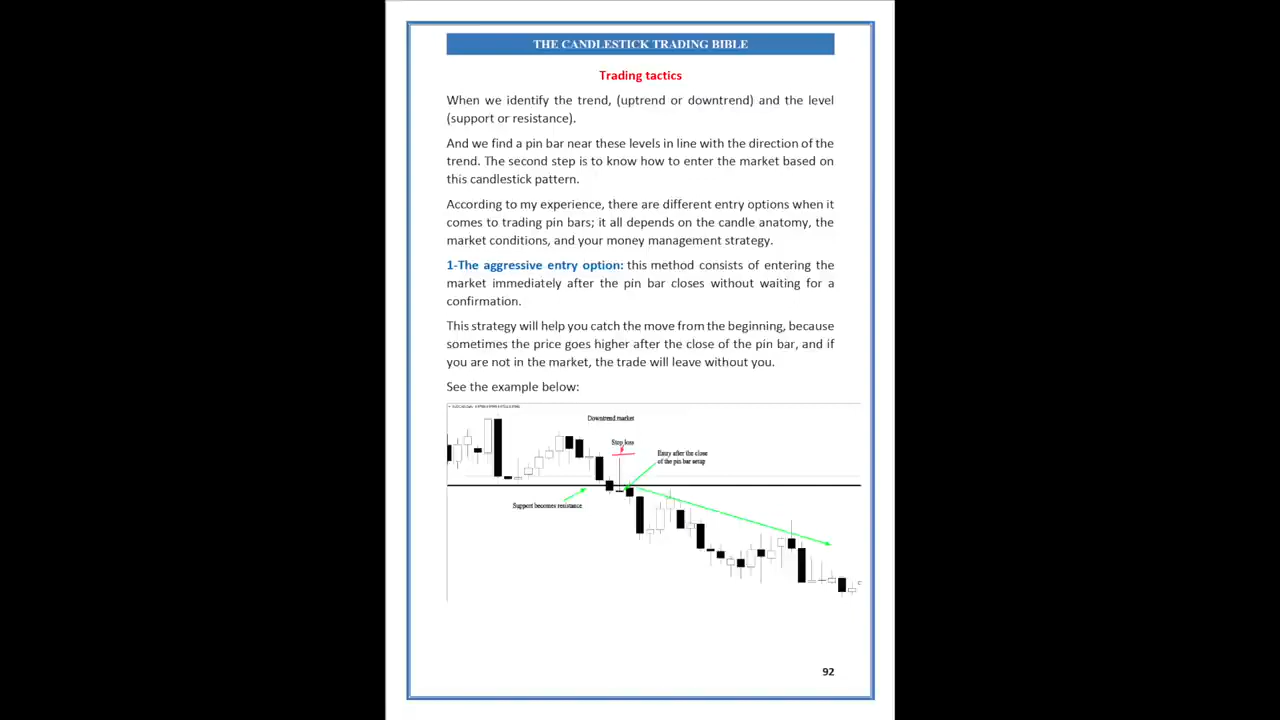 THE CANDLESTICK TRADING BIBLE
Trading tactics
When we identify the trend, (uptrend or downtrend) and the level
(support or resistance).
And we find a pin bar near these levels in line with the direction of the
trend. The second step is to know how to enter the market based on
this candlestick pattern.
According to my experience, there are different entry options when it
comes to trading pin bars; it all depends on the candle anatomy, the
market conditions, and your money management strategy.
1-The aggressive entry option: this method consists of entering the
market immediately after the pin bar closes without waiting for a
confirmation.
This strategy will help you catch the move from the beginning, because
sometimes the price goes higher after the close of the pin bar, and if
you are not in the market, the trade will leave without you.
See the example below:
Downtrend market
Stop loss
Entry after the close
of the pin bar setup
Support becomes resistance
92